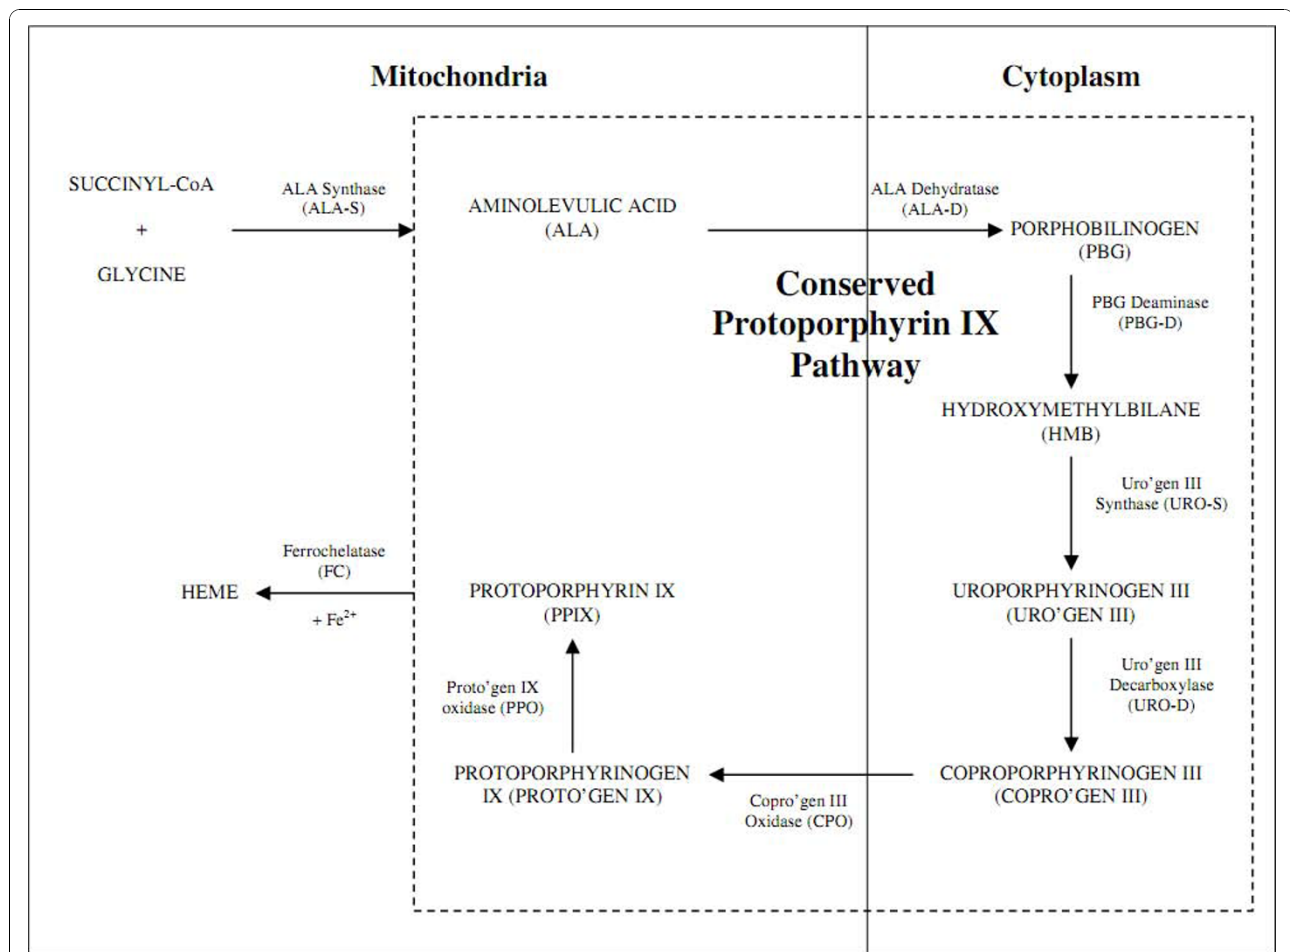 Mitochondria
Cytoplasm
SUCCINYL-CoA
+
GLYCINE
ALA Synthase
(ALA-S)
AMINOLEVULIC ACID
(ALA)
ALA Dehydratase
(ALA-D)
PORPHOBILINOGEN
(PBG)
Conserved
Protoporphyrin IX
Pathway
PBG Deaminase
(PBG-D)
HYDROXYMETHYLBILANE
(HMB)
Uro’gen III
Synthase (URO-S)
UROPORPHYRINOGEN III
(URO’GEN III)
Uro’gen III
Decarboxylase
(URO-D)
COPROPORPHYRINOGEN III
(COPRO’GEN III)
Copro’gen III
Oxidase (CPO)
PROTOPORPHYRINOGEN
IX (PROTO’GEN IX)
Proto’gen IX
oxidase (PPO)
PROTOPORPHYRIN IX
(PPIX)
Ferrochelatase
(FC)
+ Fe²⁺
HEME